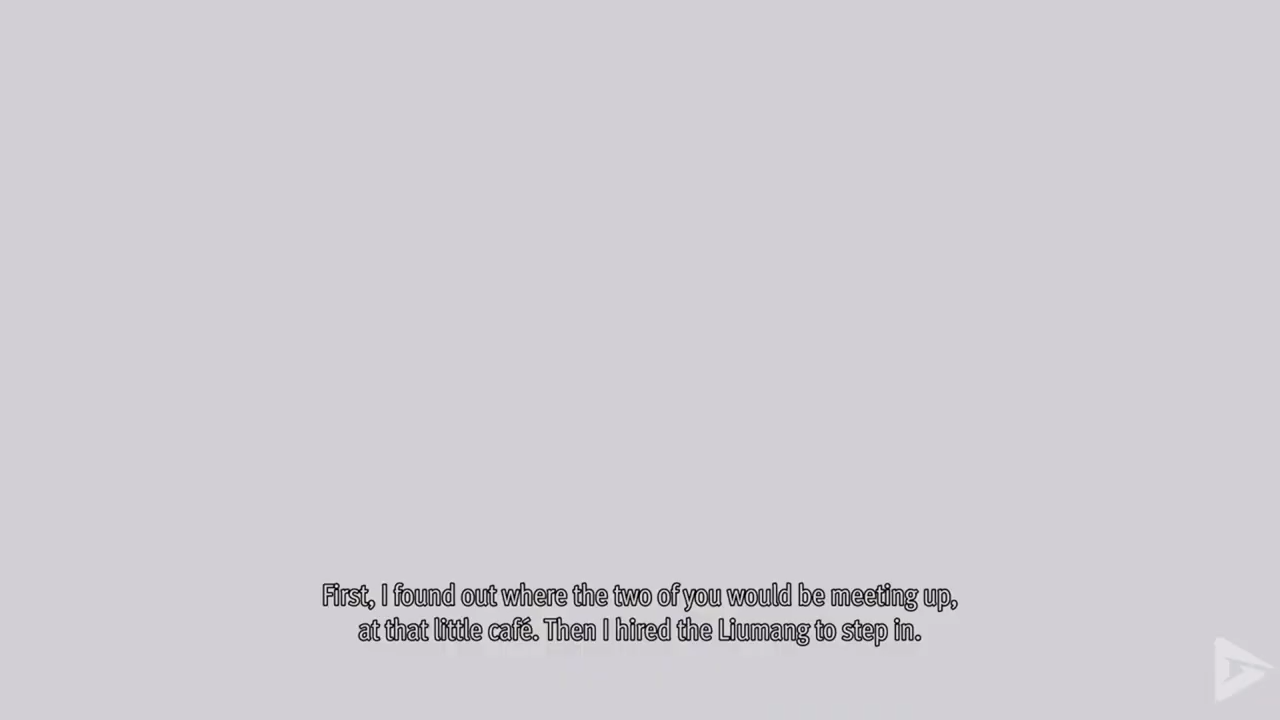 First, I found out where the two of you would be meeting up,
at that little café. Then I hired the Liumang to step in.